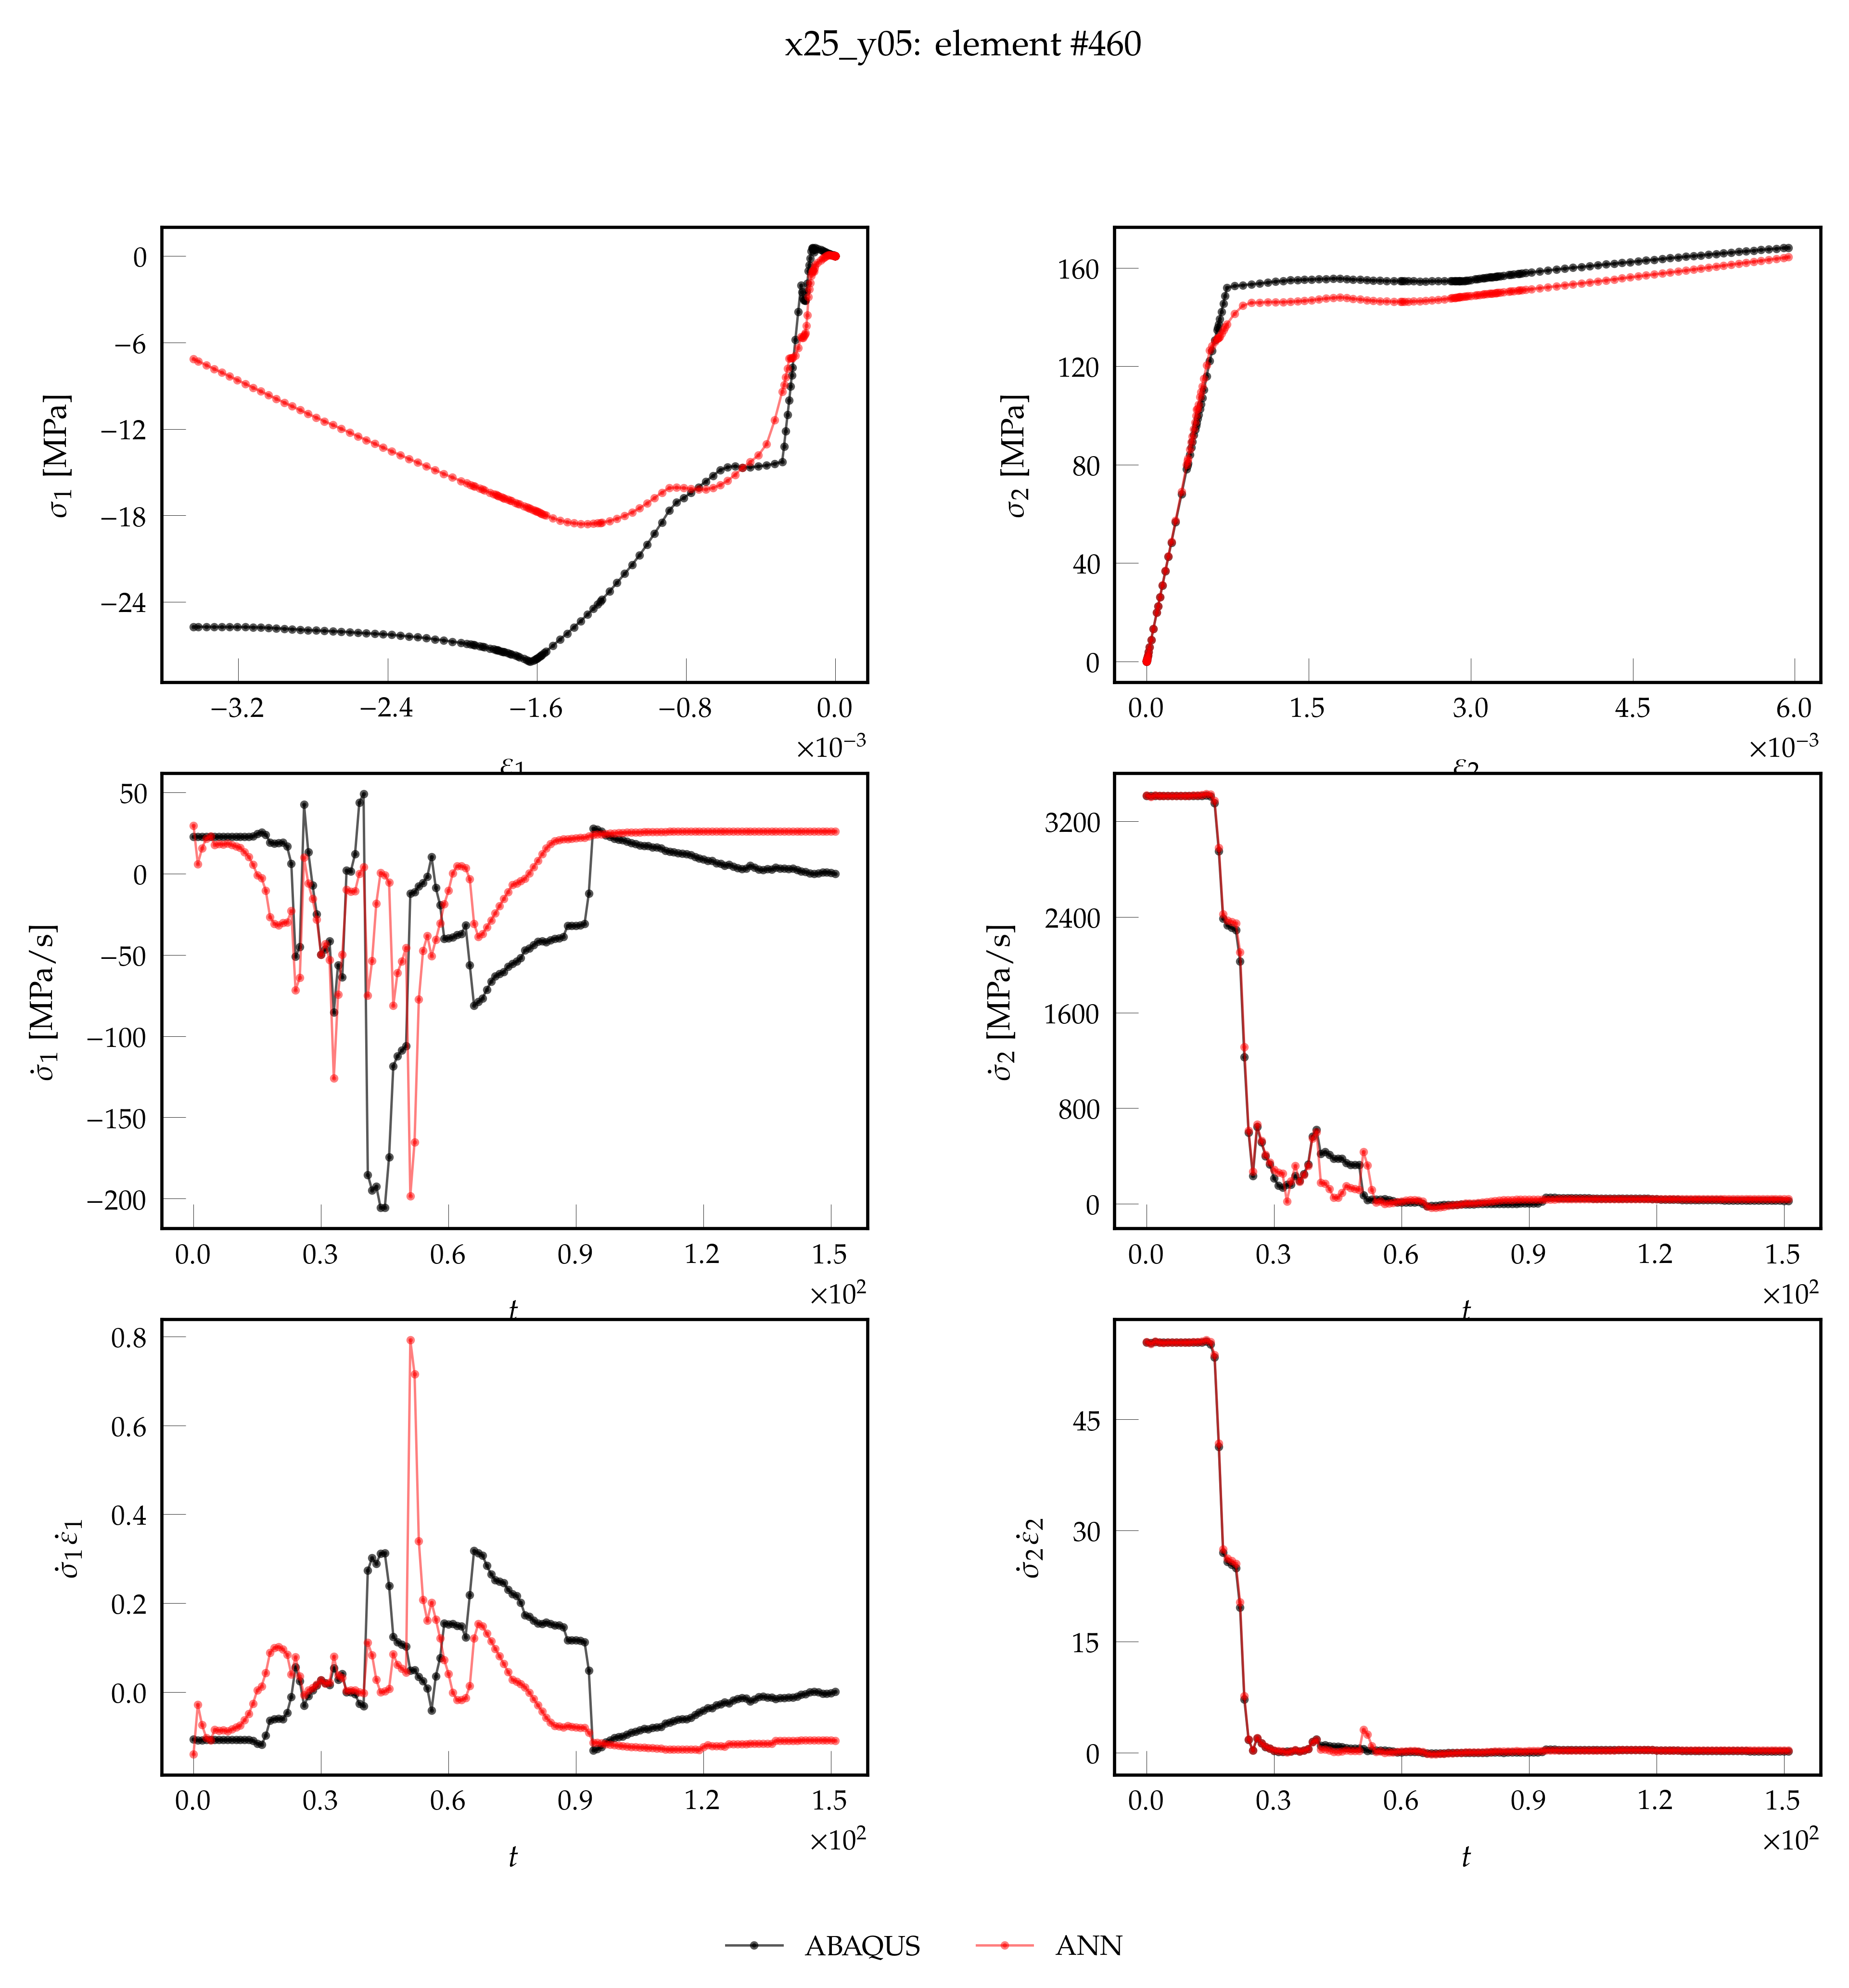 x25_y05: element #460
σ₁ [MPa]
0
−6
−12
−18
−24
−3.2 −2.4 −1.6 −0.8 0.0
×10⁻³
ε₁
σ₂ [MPa]
160
120
80
40
0
0.0 1.5 3.0 4.5 6.0
×10⁻³
ε₂
σ̇₁ [MPa/s]
50
0
−50
−100
−150
−200
0.0 0.3 0.6 0.9 1.2 1.5
×10²
t
σ̇₂ [MPa/s]
3200
2400
1600
800
0
0.0 0.3 0.6 0.9 1.2 1.5
×10²
t
σ̇₁ε̇₁
0.8
0.6
0.4
0.2
0.0
0.0 0.3 0.6 0.9 1.2 1.5
×10²
t
σ̇₂ε̇₂
45
30
15
0
0.0 0.3 0.6 0.9 1.2 1.5
×10²
t
ABAQUS ANN